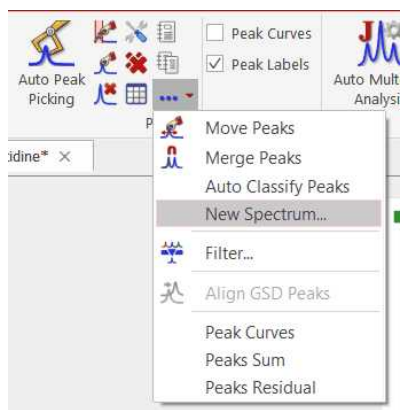 Auto Peak
Picking
Peak Curves
Peak Labels
Auto Mult
Analysi
P
idine*
Move Peaks
Merge Peaks
Auto Classify Peaks
New Spectrum...
Filter...
Align GSD Peaks
Peak Curves
Peaks Sum
Peaks Residual